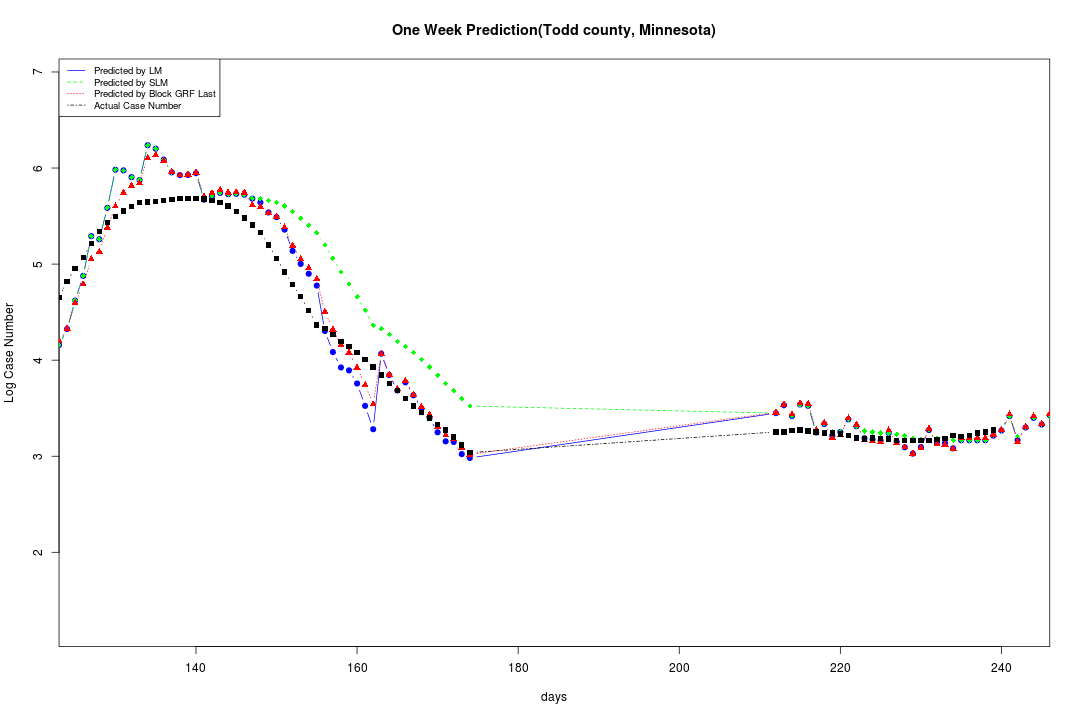 One Week Prediction(Todd county, Minnesota)
Predicted by LM
Predicted by SLM
Predicted by Block GRF Last
Actual Case Number
7
6
5
4
3
2
Log Case Number
140 160 180 200 220 240
days